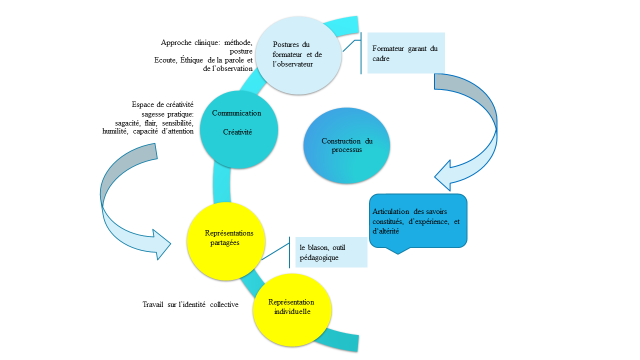 Approche clinique: méthode,
posture
Ecoute, Éthique de la parole et
de l’observation
Postures du
formateur et de
l’observateur
Formateur garant du
cadre
Espace de créativité
sagesse pratique:
sagacité, flair, sensibilité,
humilité, capacité d’attention
Communication
Créativité
Construction du
processus
Articulation des savoirs
constitués, d’expérience, et
d’altérité
Représentations
partagées
le blason, outil
pédagogique
Travail sur l’identité collective
Représentation
individuelle